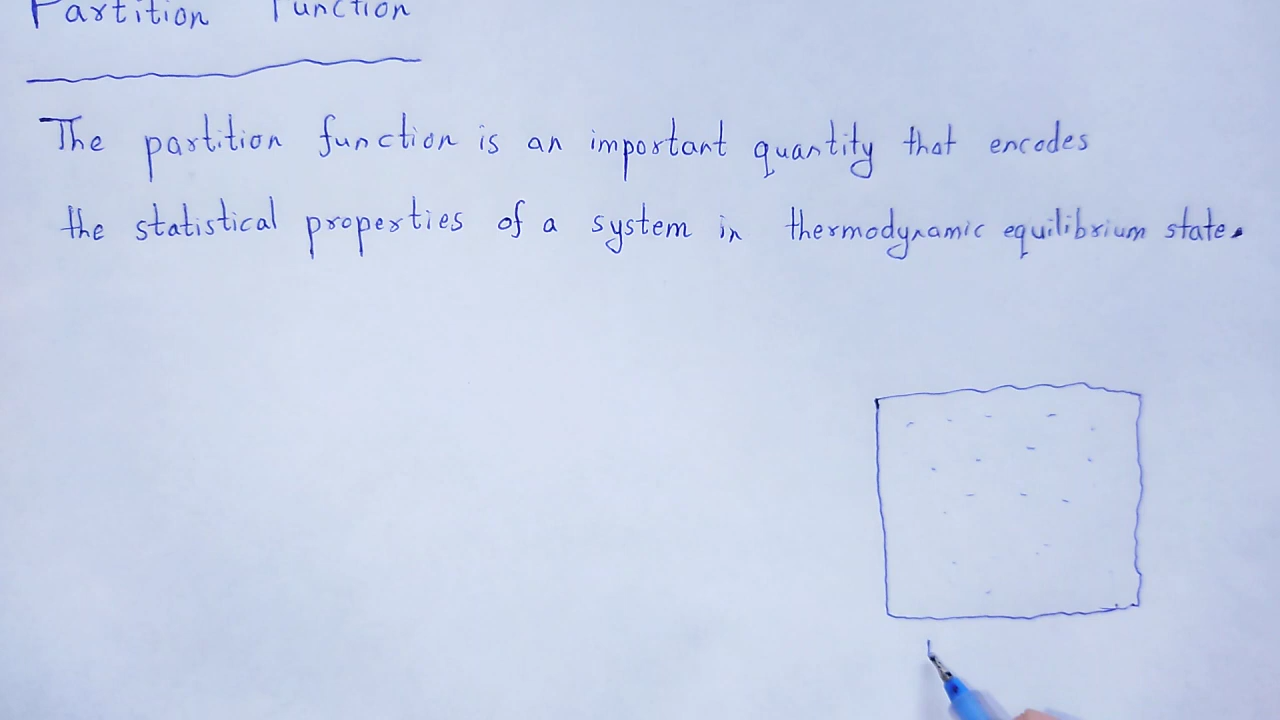 Partition Function
The partition function is an important quantity that encodes
the statistical properties of a system in thermodynamic equilibrium state.